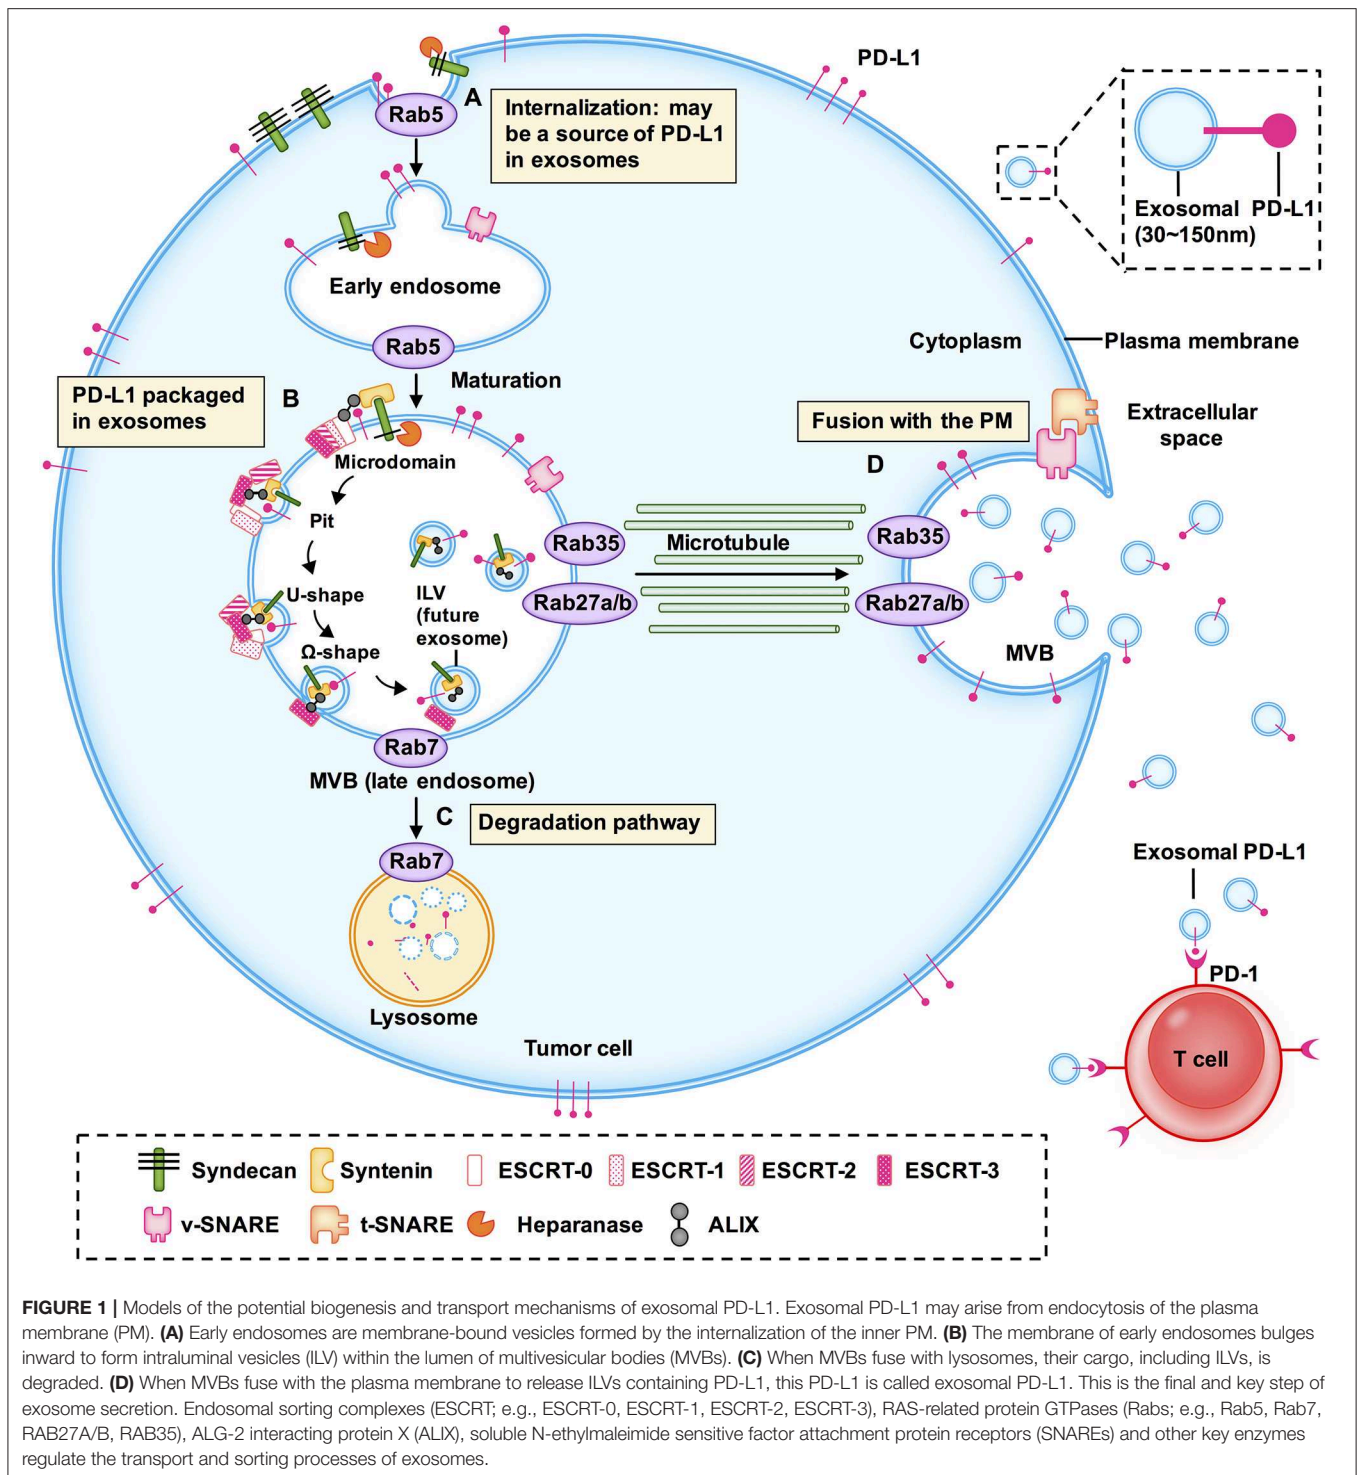 PD-L1
Rab5
A
Internalization: may
be a source of PD-L1
in exosomes
Exosomal PD-L1
(30~150nm)
Early endosome
Rab5
Maturation
Cytoplasm
Plasma membrane
PD-L1 packaged
in exosomes
B
Fusion with the PM
Extracellular
space
D
Microdomain
Pit
U-shape
Ω-shape
ILV
(future
exosome)
Rab35
Rab27a/b
Microtubule
Rab35
Rab27a/b
MVB
Rab7
MVB (late endosome)
C
Degradation pathway
Rab7
Lysosome
Tumor cell
Exosomal PD-L1
PD-1
T cell
Syndecan
Syntenin
ESCRT-0
ESCRT-1
ESCRT-2
ESCRT-3
v-SNARE
t-SNARE
Heparanase
ALIX
FIGURE 1 | Models of the potential biogenesis and transport mechanisms of exosomal PD-L1. Exosomal PD-L1 may arise from endocytosis of the plasma
membrane (PM). (A) Early endosomes are membrane-bound vesicles formed by the internalization of the inner PM. (B) The membrane of early endosomes bulges
inward to form intraluminal vesicles (ILV) within the lumen of multivesicular bodies (MVBs). (C) When MVBs fuse with lysosomes, their cargo, including ILVs, is
degraded. (D) When MVBs fuse with the plasma membrane to release ILVs containing PD-L1, this PD-L1 is called exosomal PD-L1. This is the final and key step of
exosome secretion. Endosomal sorting complexes (ESCRT; e.g., ESCRT-0, ESCRT-1, ESCRT-2, ESCRT-3), RAS-related protein GTPases (Rabs; e.g., Rab5, Rab7,
RAB27A/B, RAB35), ALG-2 interacting protein X (ALIX), soluble N-ethylmaleimide sensitive factor attachment protein receptors (SNAREs) and other key enzymes
regulate the transport and sorting processes of exosomes.